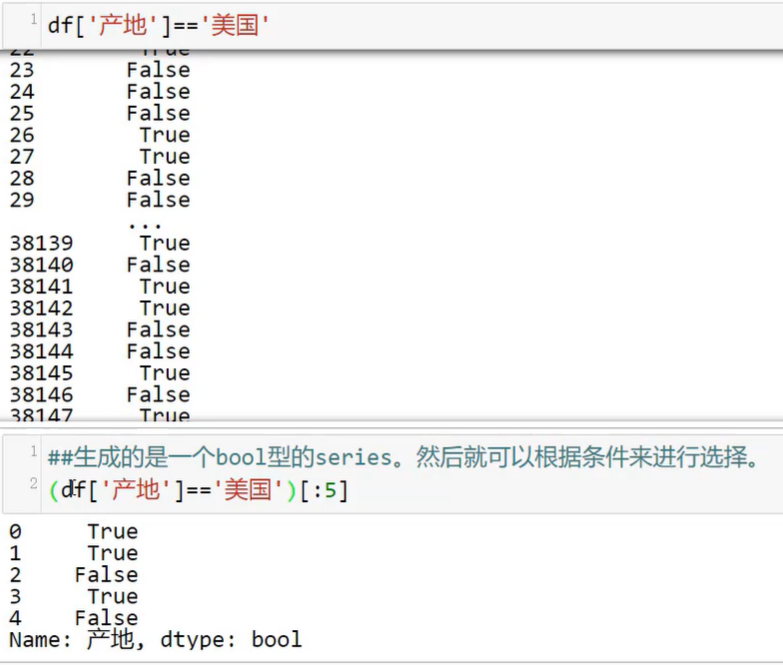 1 df['产地']=='美国'
22 True
23 False
24 False
25 False
26 True
27 True
28 False
29 False
...
38139 True
38140 False
38141 True
38142 True
38143 False
38144 False
38145 True
38146 False
38147 True
1 ##生成的是一个bool型的series。然后就可以根据条件来进行选择。
2 (df['产地']=='美国')[:5]
0 True
1 True
2 False
3 True
4 False
Name: 产地, dtype: bool